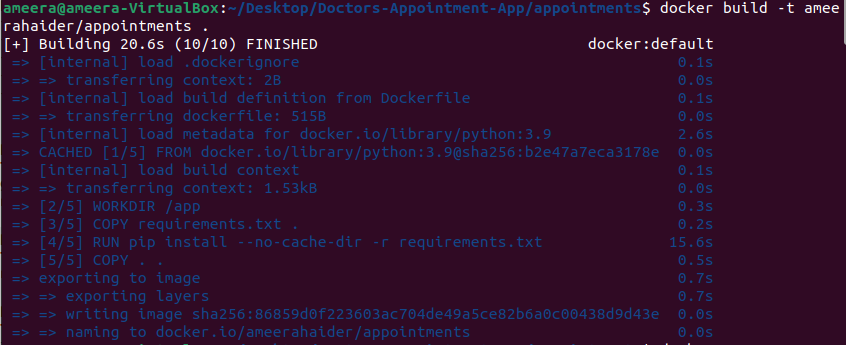 ameera@ameera-VirtualBox:~/Desktop/Doctors-Appointment-App/appointments$ docker build -t amee
rahaider/appointments .
[+] Building 20.6s (10/10) FINISHED docker:default
=> [internal] load .dockerignore 0.1s
=> => transferring context: 2B 0.0s
=> [internal] load build definition from Dockerfile 0.1s
=> => transferring dockerfile: 515B 0.0s
=> [internal] load metadata for docker.io/library/python:3.9 2.6s
=> CACHED [1/5] FROM docker.io/library/python:3.9@sha256:b2e47a7eca3178e 0.0s
=> [internal] load build context 0.1s
=> => transferring context: 1.53kB 0.0s
=> [2/5] WORKDIR /app 0.3s
=> [3/5] COPY requirements.txt . 0.2s
=> [4/5] RUN pip install --no-cache-dir -r requirements.txt 15.6s
=> [5/5] COPY . . 0.5s
=> exporting to image 0.7s
=> => exporting layers 0.7s
=> => writing image sha256:86859d0f223603ac704de49a5ce82b6a0c00438d9d43e 0.0s
=> => naming to docker.io/ameerahaider/appointments 0.0s